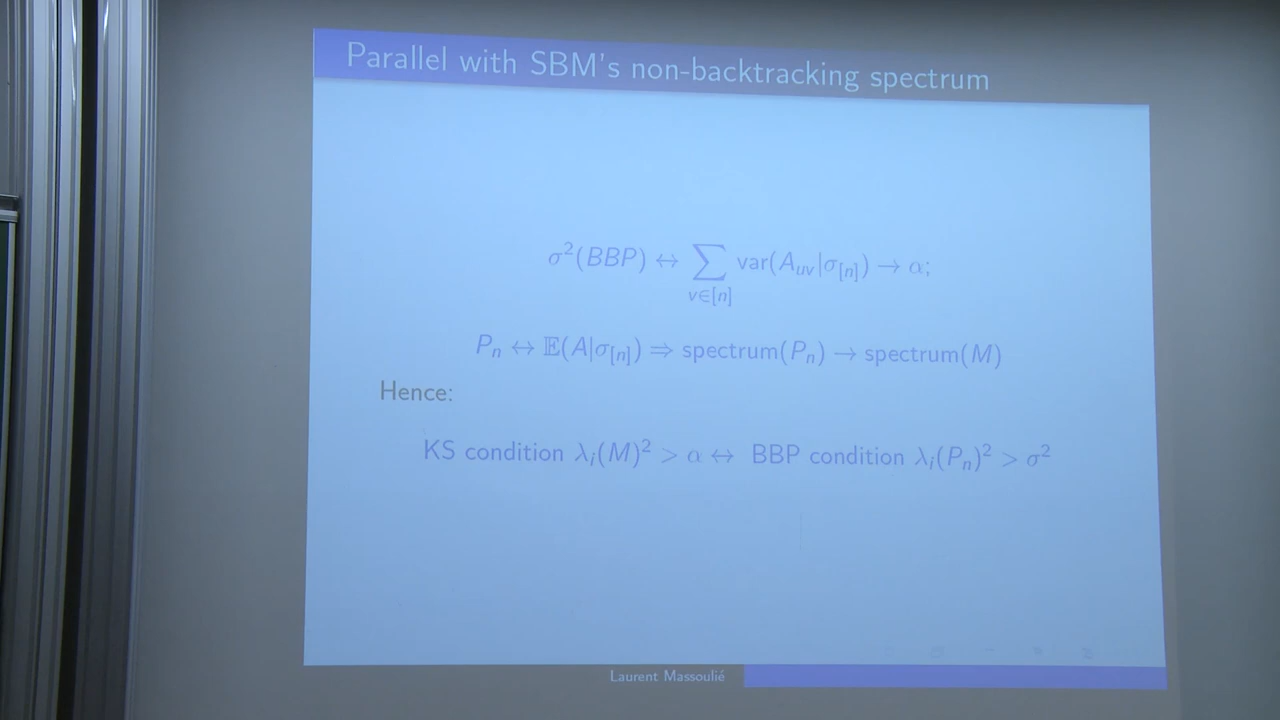 Parallel with SBM's non-backtracking spectrum
σ²(BBP) ↔ ∑_{v∈[n]} var(A_{uv}|σ_{[n]}) → α;
P_n ↔ 𝔼(A|σ_{[n]}) ⇒ spectrum(P_n) → spectrum(M)
Hence:
KS condition λ_i(M)² > α ↔ BBP condition λ_i(P_n)² > σ²
Laurent Massoulié